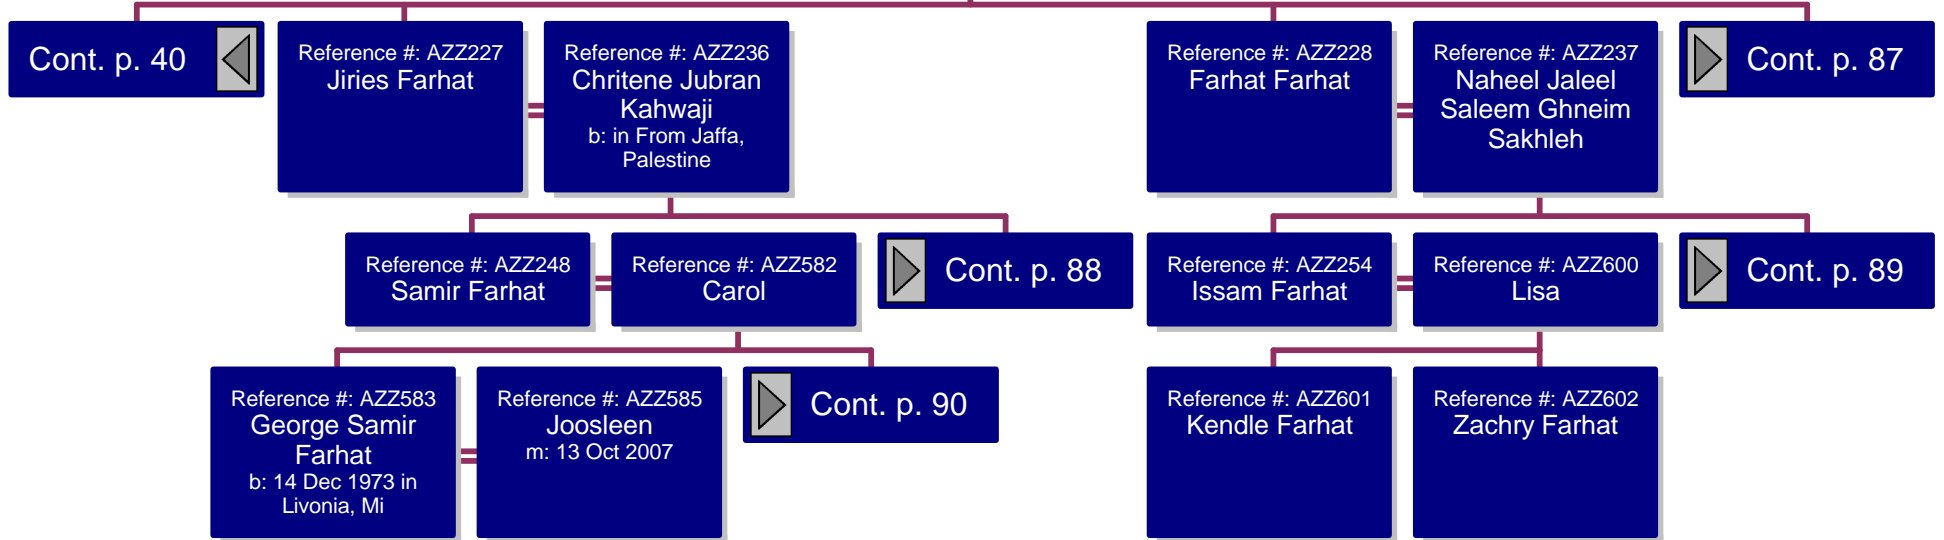 Cont. p. 40
Reference #: AZZ227
Jiries Farhat
Reference #: AZZ236
Chritene Jubran
Kahwaji
b: in From Jaffa,
Palestine
Reference #: AZZ228
Farhat Farhat
Reference #: AZZ237
Naheel Jaleel
Saleem Ghneim
Sakhleh
Cont. p. 87
Reference #: AZZ248
Samir Farhat
Reference #: AZZ582
Carol
Cont. p. 88
Reference #: AZZ254
Issam Farhat
Reference #: AZZ600
Lisa
Cont. p. 89
Reference #: AZZ583
George Samir
Farhat
b: 14 Dec 1973 in
Livonia, Mi
Reference #: AZZ585
Joosleen
m: 13 Oct 2007
Cont. p. 90
Reference #: AZZ601
Kendle Farhat
Reference #: AZZ602
Zachry Farhat